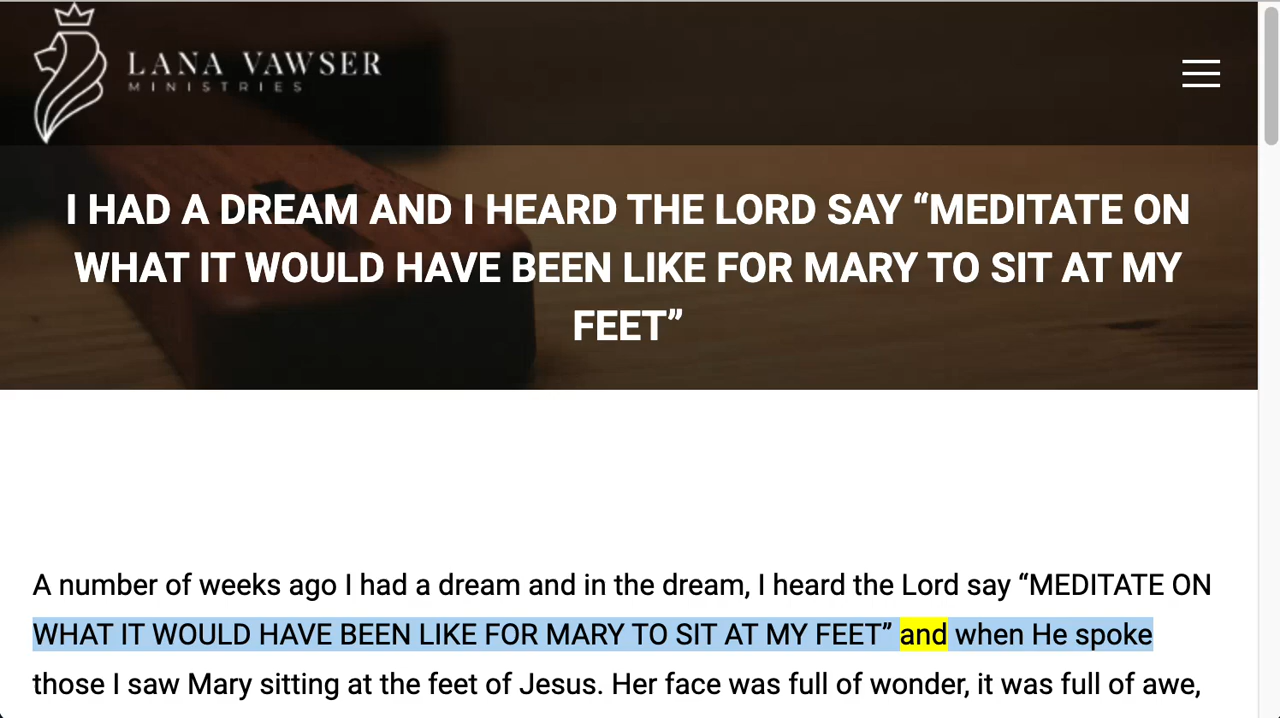 LANA VAWSER
MINISTRIES
I HAD A DREAM AND I HEARD THE LORD SAY “MEDITATE ON
WHAT IT WOULD HAVE BEEN LIKE FOR MARY TO SIT AT MY
FEET”
A number of weeks ago I had a dream and in the dream, I heard the Lord say “MEDITATE ON
WHAT IT WOULD HAVE BEEN LIKE FOR MARY TO SIT AT MY FEET” and when He spoke
those I saw Mary sitting at the feet of Jesus. Her face was full of wonder, it was full of awe,